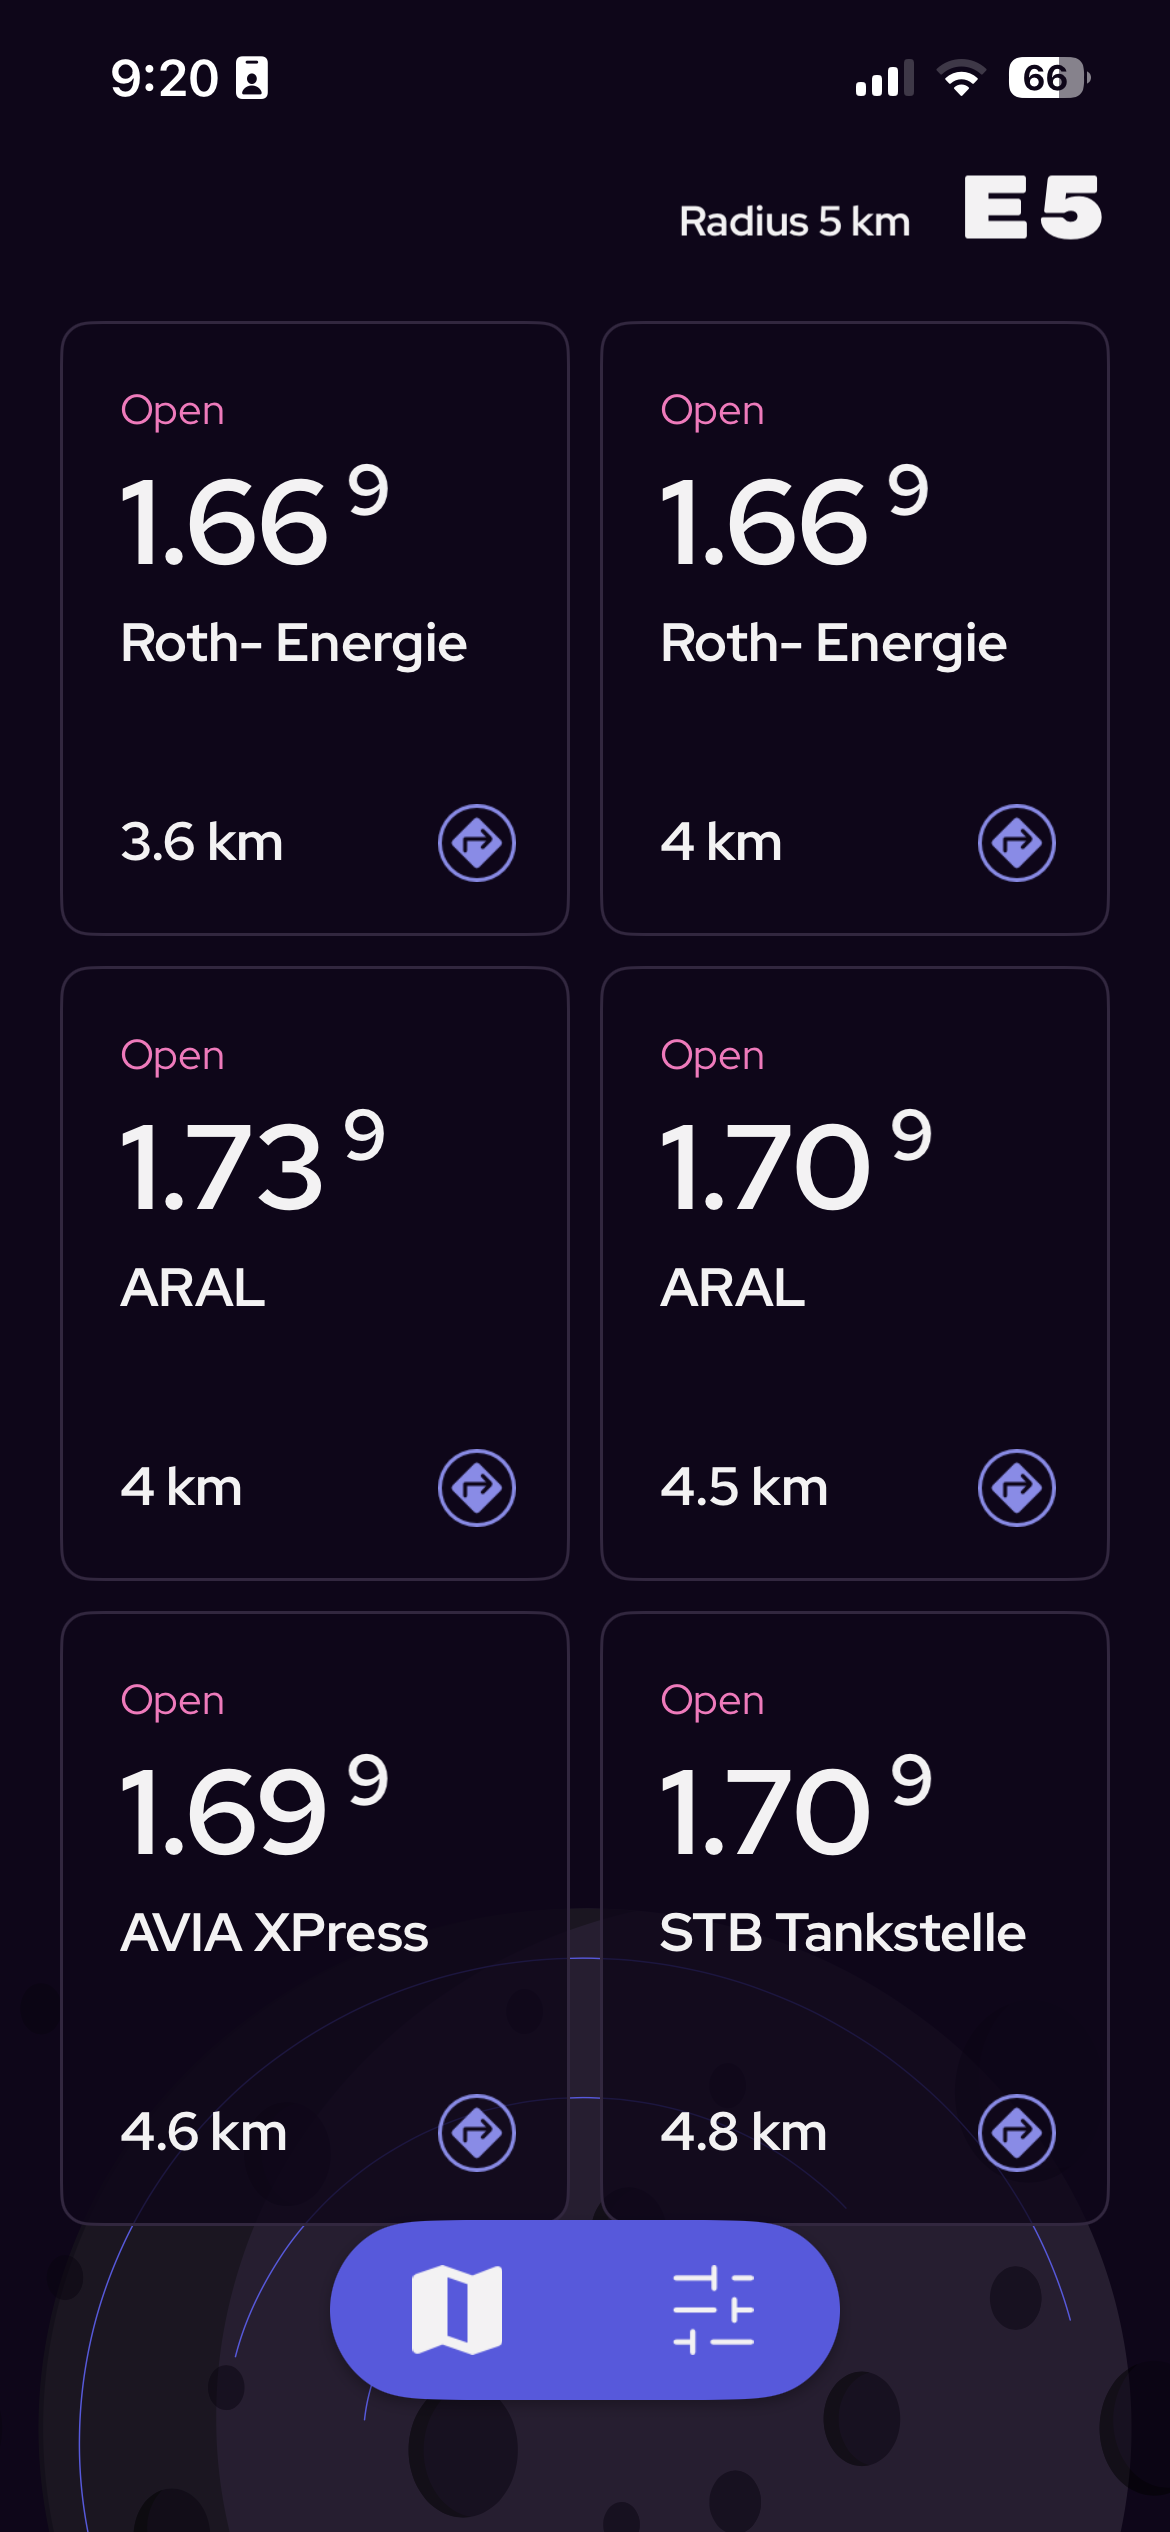 9:20
66
Radius 5 km E5
Open
1.66 9
Roth- Energie
3.6 km
Open
1.66 9
Roth- Energie
4 km
Open
1.73 9
ARAL
4 km
Open
1.70 9
ARAL
4.5 km
Open
1.69 9
AVIA XPress
4.6 km
Open
1.70 9
STB Tankstelle
4.8 km